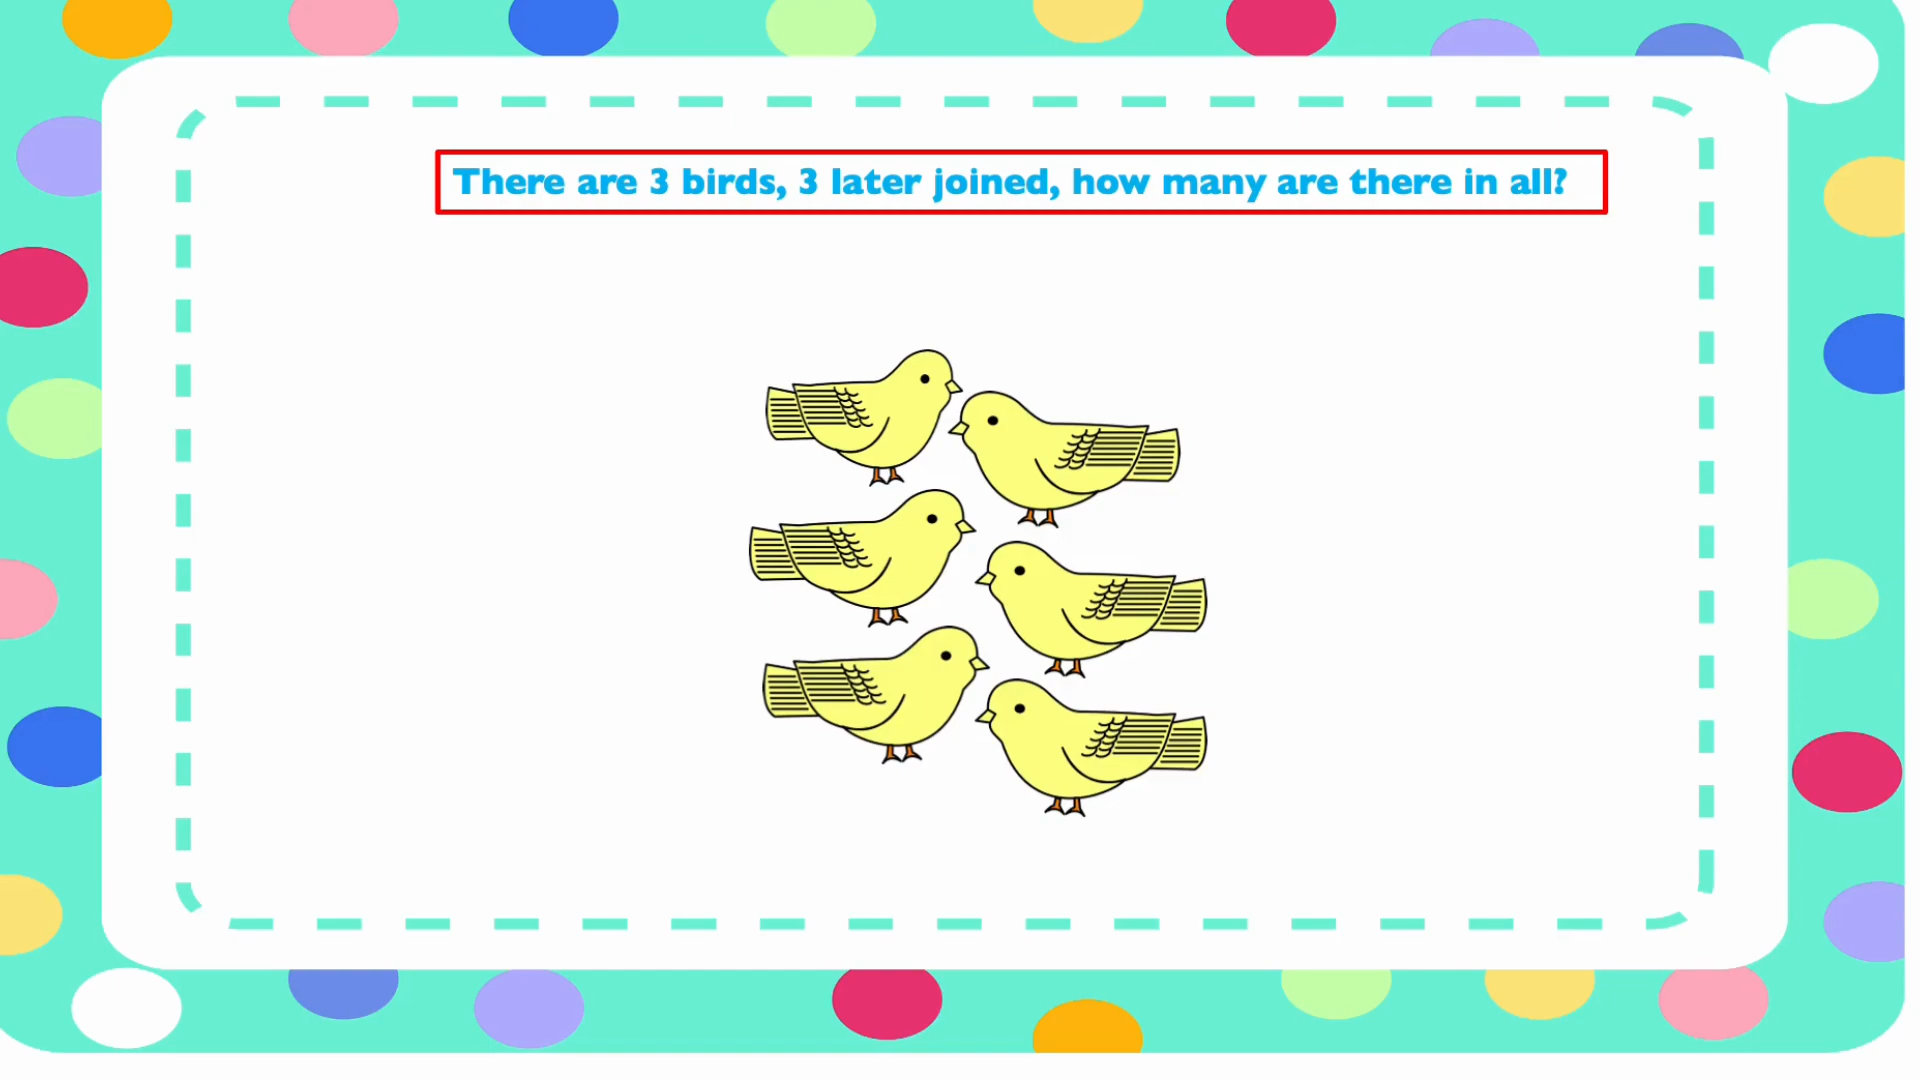 There are 3 birds, 3 later joined, how many are there in all?